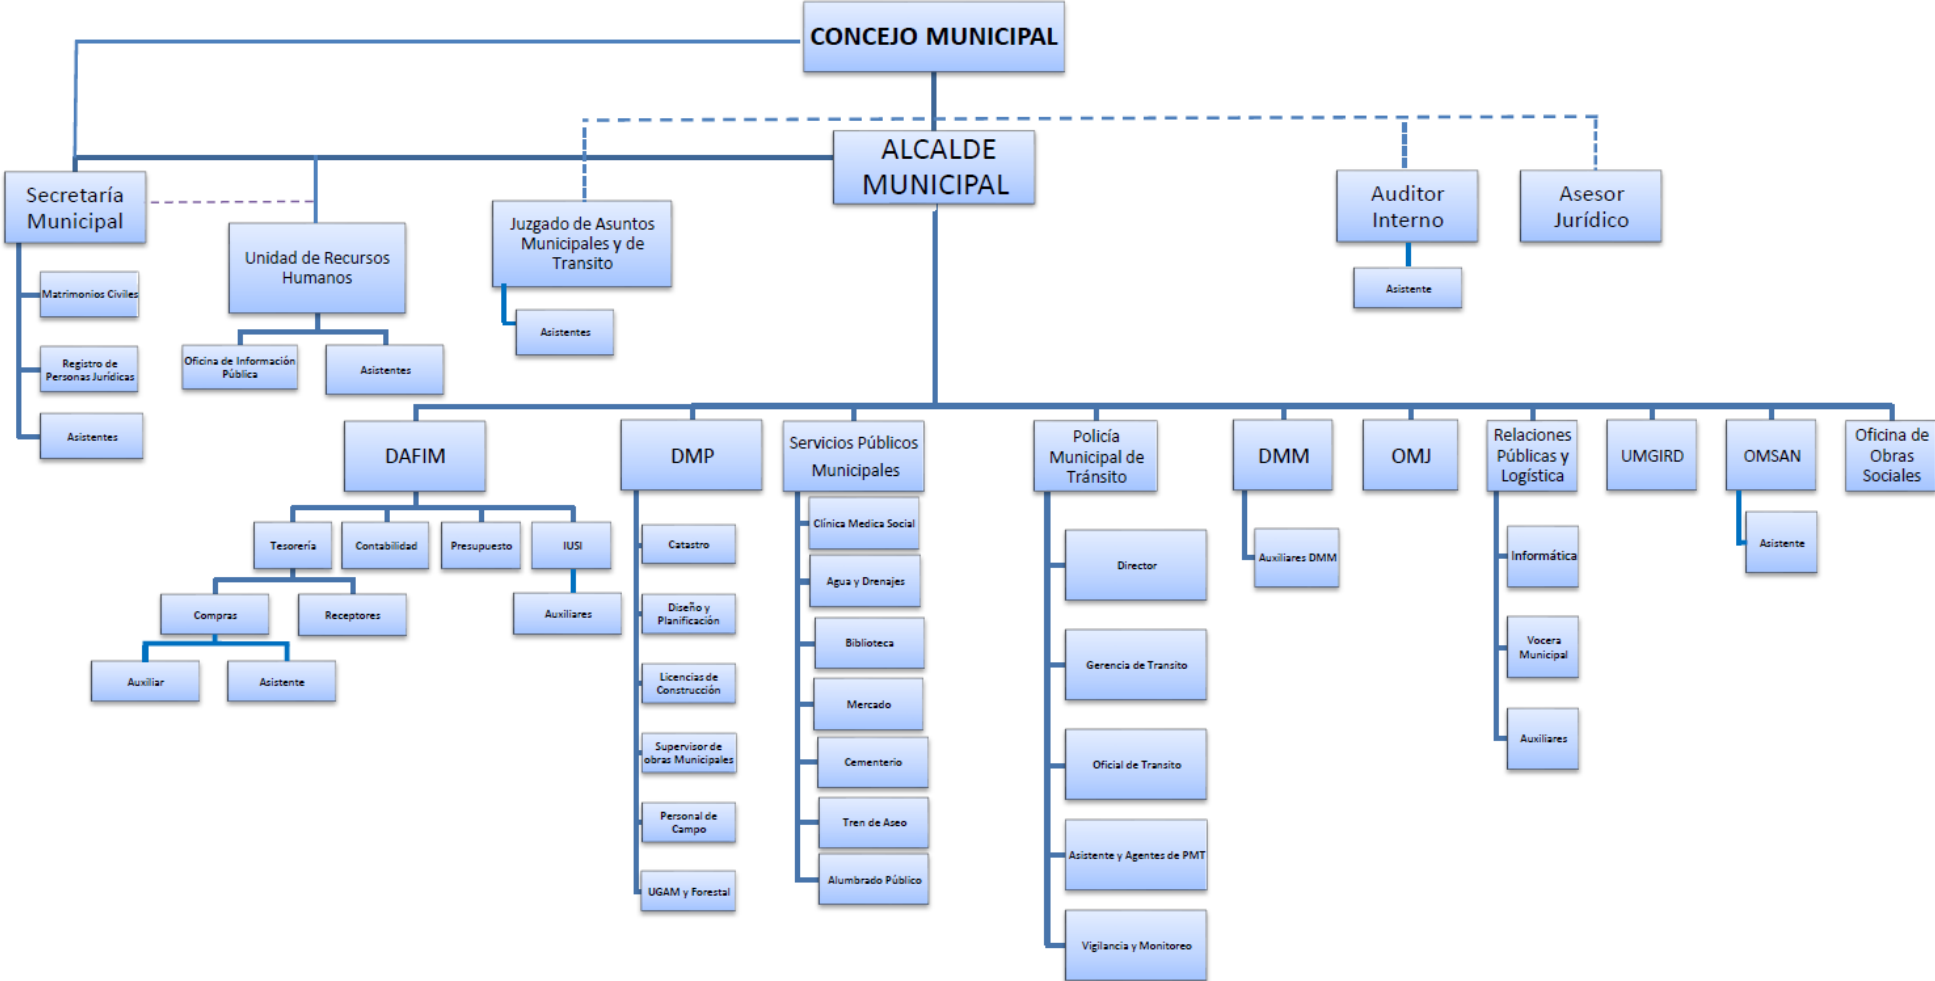 CONCEJO MUNICIPAL
ALCALDE
MUNICIPAL
Secretaría
Municipal
Matrimonios Civiles
Registro de
Personas Jurídicas
Asistentes
Unidad de Recursos
Humanos
Oficina de Información
Pública
Asistentes
Juzgado de Asuntos
Municipales y de
Transito
Asistentes
Auditor
Interno
Asistente
Asesor
Jurídico
DAFIM
Tesorería
Contabilidad
Presupuesto
IUSI
Compras
Receptores
Auxiliares
Auxiliar
Asistente
DMP
Catastro
Diseño y
Planificación
Licencias de
Construcción
Supervisor de
obras Municipales
Personal de
Campo
UGAM y Forestal
Servicios Públicos
Municipales
Clínica Medica Social
Agua y Drenajes
Biblioteca
Mercado
Cementerio
Tren de Aseo
Alumbrado Público
Policía
Municipal de
Tránsito
Director
Gerencia de Transito
Oficial de Transito
Asistente y Agentes de PMT
Vigilancia y Monitoreo
DMM
Auxiliares DMM
OMJ
Relaciones
Públicas y
Logística
Informática
Vocera
Municipal
Auxiliares
UMGIRD
OMSAN
Asistente
Oficina de
Obras
Sociales